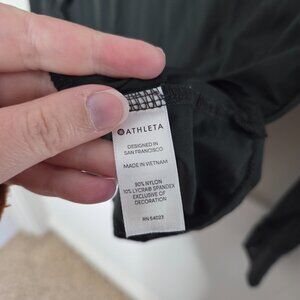 ATHLETA
DESIGNED IN
SAN FRANCISCO
MADE IN VIETNAM
90% NYLON
10% LYCRA® SPANDEX
EXCLUSIVE OF
DECORATION
RN 54023